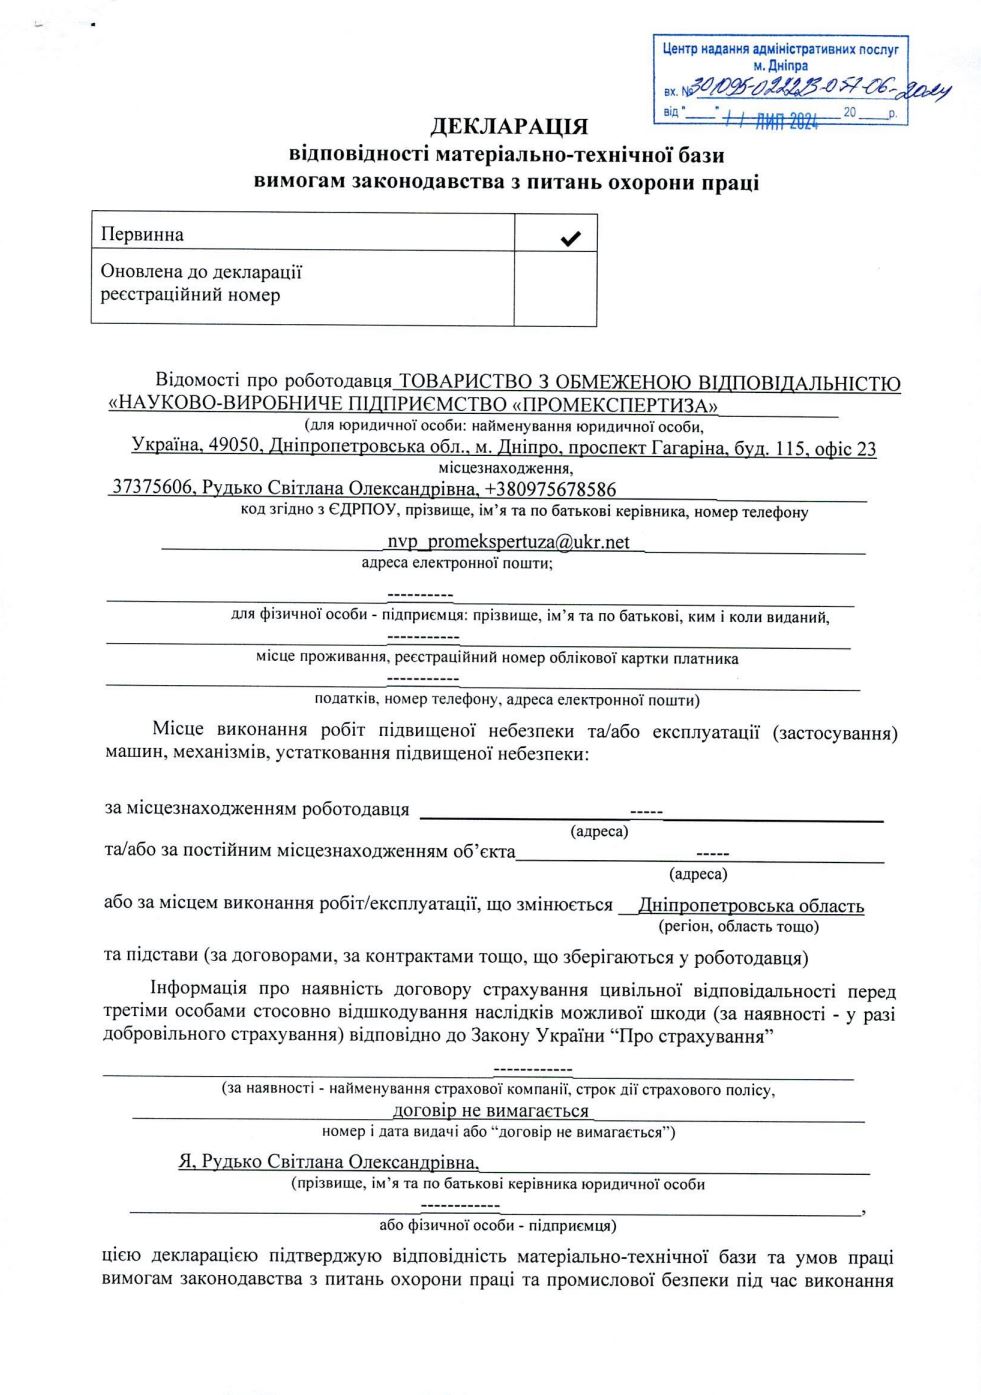 Центр надання адміністративних послуг
м. Дніпра
вх. № 301095-022223-057-06-2024
від "____" 11 ЛИП 2024 20 ____р.
ДЕКЛАРАЦІЯ
відповідності матеріально-технічної бази
вимогам законодавства з питань охорони праці
Первинна ✔
Оновлена до декларації
реєстраційний номер
Відомості про роботодавця ТОВАРИСТВО З ОБМЕЖЕНОЮ ВІДПОВІДАЛЬНІСТЮ
«НАУКОВО-ВИРОБНИЧЕ ПІДПРИЄМСТВО «ПРОМЕКСПЕРТИЗА»
(для юридичної особи: найменування юридичної особи,
Україна, 49050, Дніпропетровська обл., м. Дніпро, проспект Гагаріна, буд. 115, офіс 23
місцезнаходження,
37375606, Рудько Світлана Олександрівна, +380975678586
код згідно з ЄДРПОУ, прізвище, ім’я та по батькові керівника, номер телефону
nvp_promekspertuza@ukr.net
адреса електронної пошти;
----------
для фізичної особи - підприємця: прізвище, ім’я та по батькові, ким і коли виданий,
-----------
місце проживання, реєстраційний номер облікової картки платника
-----------
податків, номер телефону, адреса електронної пошти)
Місце виконання робіт підвищеної небезпеки та/або експлуатації (застосування)
машин, механізмів, устатковання підвищеної небезпеки:
за місцезнаходженням роботодавця -----
(адреса)
та/або за постійним місцезнаходженням об’єкта -----
(адреса)
або за місцем виконання робіт/експлуатації, що змінюється Дніпропетровська область
(регіон, область тощо)
та підстави (за договорами, за контрактами тощо, що зберігаються у роботодавця)
Інформація про наявність договору страхування цивільної відповідальності перед
третіми особами стосовно відшкодування наслідків можливої шкоди (за наявності - у разі
добровільного страхування) відповідно до Закону України “Про страхування”
------------
(за наявності - найменування страхової компанії, строк дії страхового полісу,
договір не вимагається
номер і дата видачі або “договір не вимагається”)
Я, Рудько Світлана Олександрівна,
(прізвище, ім’я та по батькові керівника юридичної особи
------------,
або фізичної особи - підприємця)
цією декларацією підтверджую відповідність матеріально-технічної бази та умов праці
вимогам законодавства з питань охорони праці та промислової безпеки під час виконання